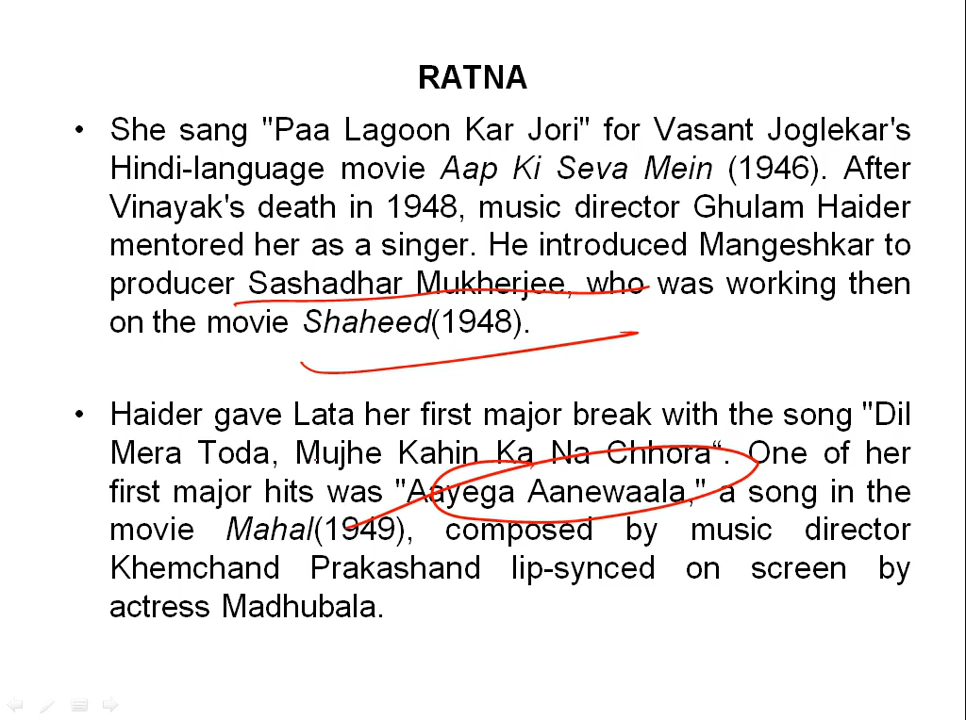 RATNA
• She sang "Paa Lagoon Kar Jori" for Vasant Joglekar's
Hindi-language movie Aap Ki Seva Mein (1946). After
Vinayak's death in 1948, music director Ghulam Haider
mentored her as a singer. He introduced Mangeshkar to
producer Sashadhar Mukherjee, who was working then
on the movie Shaheed(1948).
• Haider gave Lata her first major break with the song "Dil
Mera Toda, Mujhe Kahin Ka Na Chhora“. One of her
first major hits was "Aayega Aanewaala," a song in the
movie Mahal(1949), composed by music director
Khemchand Prakashand lip-synced on screen by
actress Madhubala.